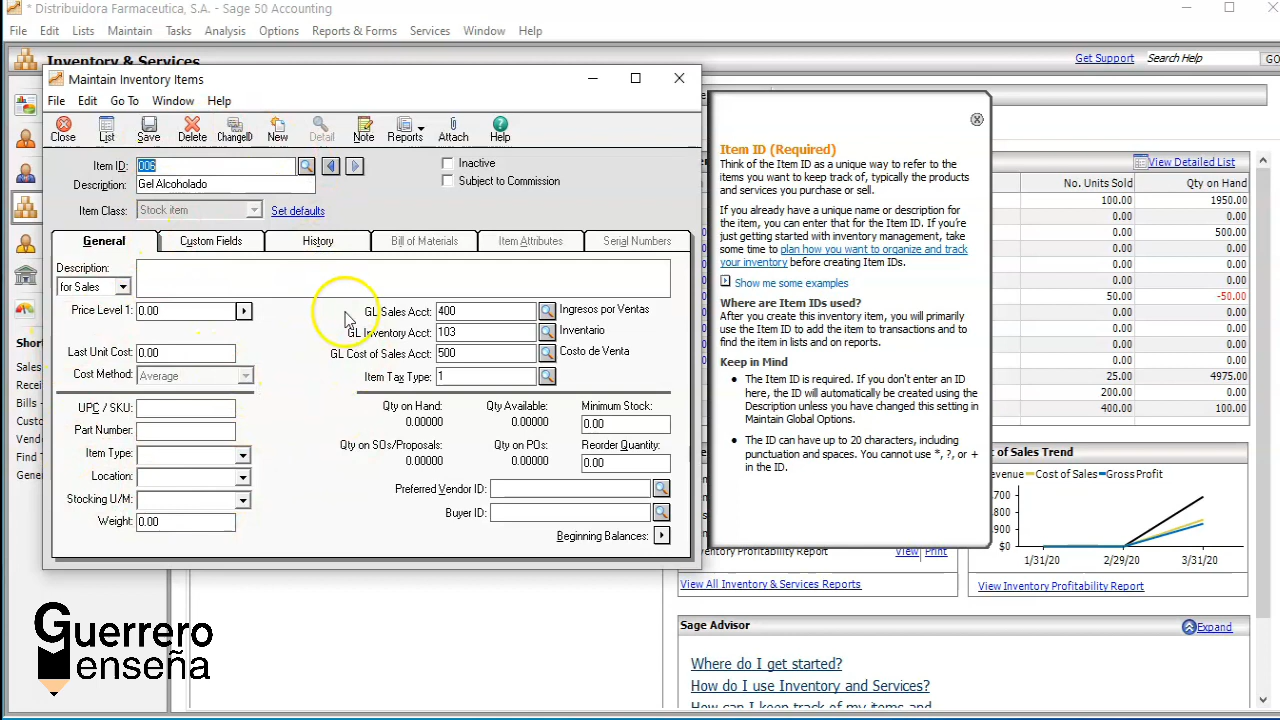 * Distribuidora Farmaceutica, S.A. - Sage 50 Accounting
File Edit Lists Maintain Tasks Analysis Options Reports & Forms Services Window Help
Inventory & Services
Get Support
Search Help
GO
Maintain Inventory Items
File Edit Go To Window Help
Close List Save Delete Change ID New Detail Note Reports Attach Help
Item ID: 006
Inactive
Description: Gel Alcoholado
Subject to Commission
Item Class: Stock item
Set defaults
General Custom Fields History Bill of Materials Item Attributes Serial Numbers
Description:
for Sales
Price Level 1: 0.00
GL Sales Acct: 400 Ingresos por Ventas
GL Inventory Acct: 103 Inventario
Last Unit Cost: 0.00
GL Cost of Sales Acct: 500 Costo de Venta
Cost Method: Average
Item Tax Type: 1
UPC / SKU:
Part Number:
Item Type:
Location:
Stocking U/M:
Weight: 0.00
Qty on Hand: Qty Available: Minimum Stock:
0.00000 0.00000 0.00
Qty on SOs/Proposals: Qty on POs: Reorder Quantity:
0.00000 0.00000 0.00
Preferred Vendor ID:
Buyer ID:
Beginning Balances:
Item ID (Required)
Think of the Item ID as a unique way to refer to the
items you want to keep track of, typically the products
and services you purchase or sell.
If you already have a unique name or description for
the item, you can enter that for the Item ID. If you're
just getting started with inventory management, take
some time to plan how you want to organize and track
your inventory before creating Item IDs.
Show me some examples
Where are Item IDs used?
After you create this inventory item, you will primarily
use the Item ID to add the item to transactions and to
find the item in lists and on reports.
Keep in Mind
• The Item ID is required. If you don't enter an ID
here, the ID will automatically be created using the
Description unless you have changed this setting in
Maintain Global Options.
• The ID can have up to 20 characters, including
punctuation and spaces. You cannot use *, ?, or +
in the ID.
View Detailed List
No. Units Sold Qty on Hand
100.00 1950.00
0.00 500.00
0.00 0.00
0.00 0.00
0.00 0.00
0.00 0.00
50.00 -50.00
0.00 0.00
0.00 0.00
0.00 0.00
25.00 4975.00
200.00 0.00
400.00 100.00
Short
Sales
Recei
Bills -
Custo
Vend
Find T
Gener
of Sales Trend
evenue Cost of Sales Gross Profit
700
800
900
$0
1/31/20 2/29/20 3/31/20
View Inventory Profitability Report
ventory Profitability Report
View Print
View All Inventory & Services Reports
Sage Advisor
Expand
Where do I get started?
How do I use Inventory and Services?
How can I keep track of my items and
Guerrero
enseña